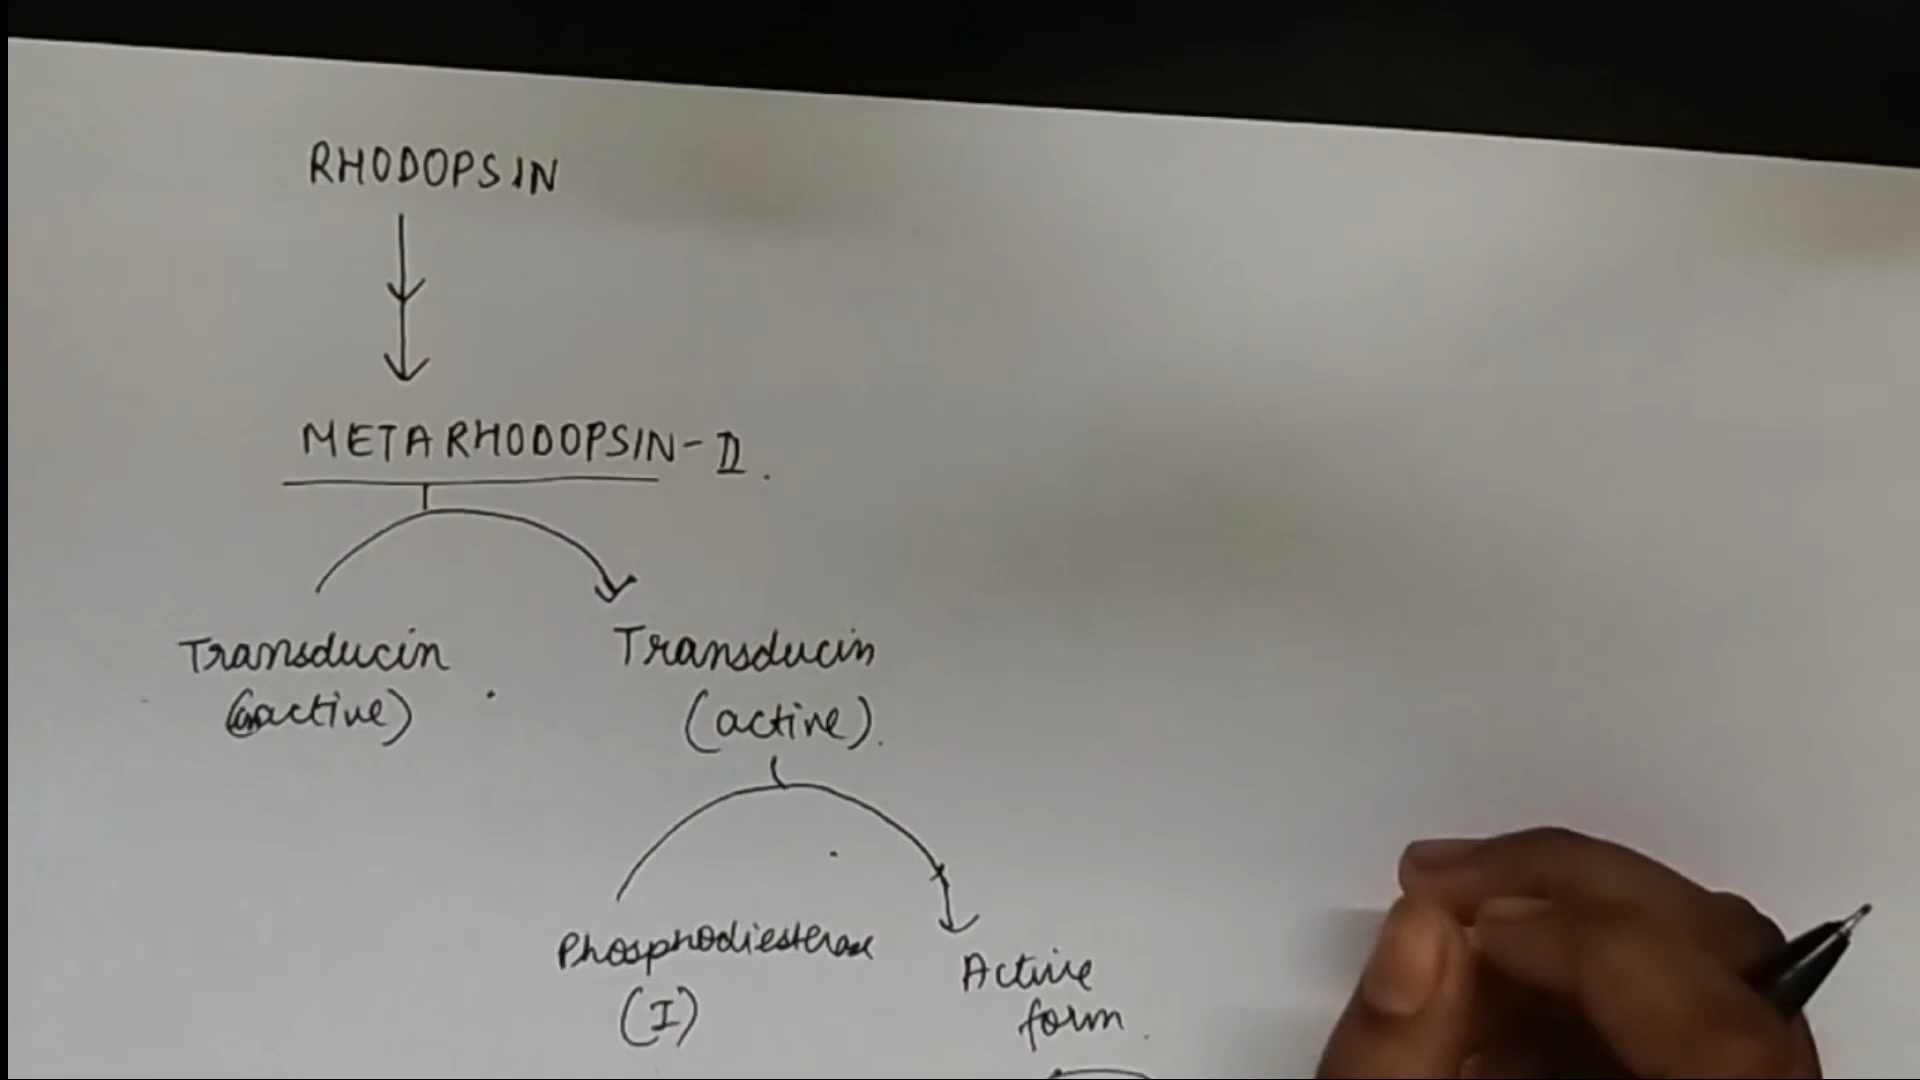 RHODOPSIN
METARHODOPSIN-II.
Transducin Transducin
(inactive) (active).
Phosphodiesterase Active
(I) form.